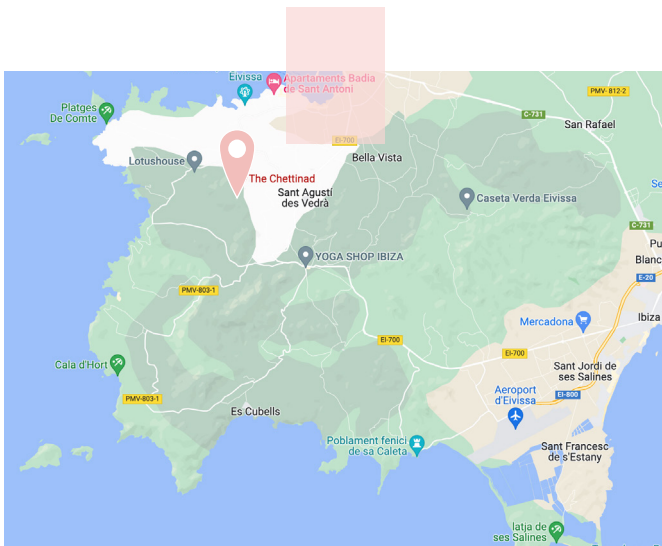 Eivissa
Apartaments Badia
de Sant Antoni
PMV- 812-2
Platges
De Comte
C-731
San Rafael
EI-700
Bella Vista
Lotushouse
The Chettinad
Sant Agustí
des Vedrà
Caseta Verda Eivissa
Se
C-731
Pu
Blanc
YOGA SHOP IBIZA
E-20
PMV-803-1
Mercadona
Ibiza
EI-700
EI-700
Cala d'Hort
Sant Jordi de
ses Salines
PMV-803-1
Aeroport
d'Eivissa
EI-800
Es Cubells
Poblament fenici
de sa Caleta
Sant Francesc
de s'Estany
latja de
ses Salines